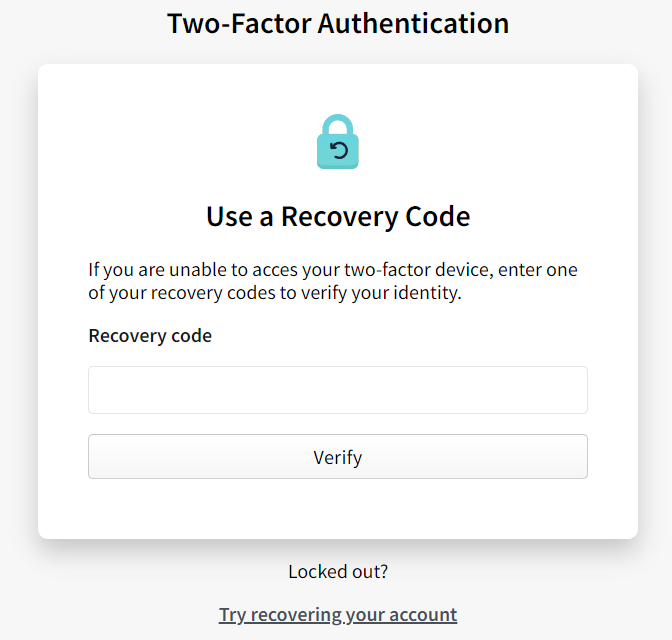 Two-Factor Authentication
Use a Recovery Code
If you are unable to acces your two-factor device, enter one
of your recovery codes to verify your identity.
Recovery code
Verify
Locked out?
Try recovering your account